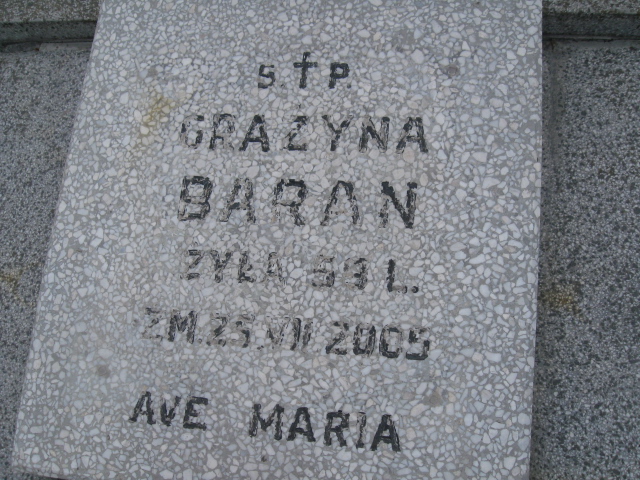 S.†P.
GRAŻYNA
BARAN
ŻYŁA 59 L.
ZM.25.VII.2005
AVE MARIA